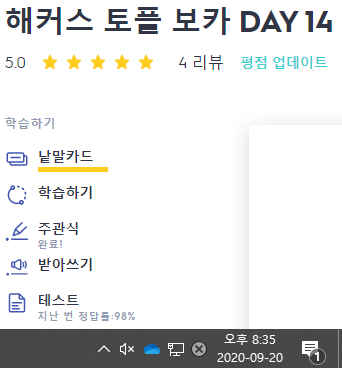 해커스 토플 보카 DAY 14
5.0 4 리뷰 평점 업데이트
학습하기
낱말카드
학습하기
주관식
완료!
받아쓰기
테스트
지난 번 정답률:98%
오후 8:35
2020-09-20
1